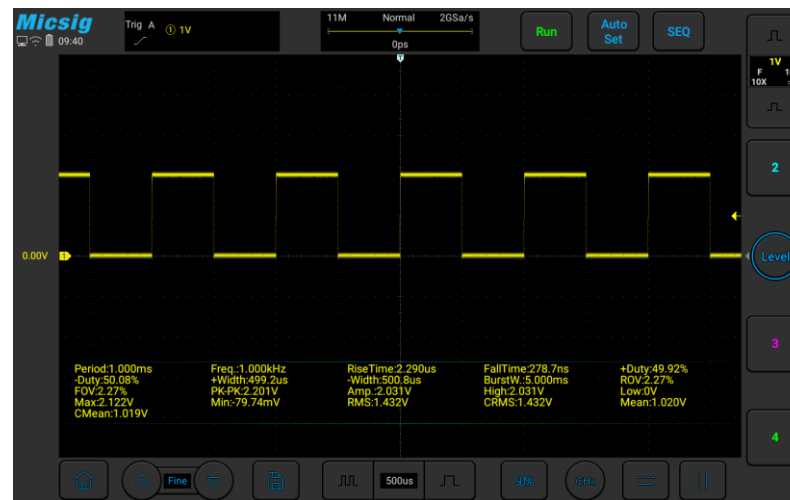 Micsig
09:40
Trig A ① 1V
11M Normal 2GSa/s
0ps
Run
Auto
Set
SEQ
T
1V
F 1
10X
2
0.00V 1
Level
3
Period:1.000ms Freq.:1.000kHz RiseTime:2.290us FallTime:278.7ns +Duty:49.92%
-Duty:50.08% +Width:499.2us -Width:500.8us BurstW.:5.000ms ROV:2.27%
FOV:2.27% PK-PK:2.201V Amp.:2.031V High:2.031V Low:0V
Max:2.122V Min:-79.74mV RMS:1.432V CRMS:1.432V Mean:1.020V
CMean:1.019V
4
Fine
500us
50%
CHx